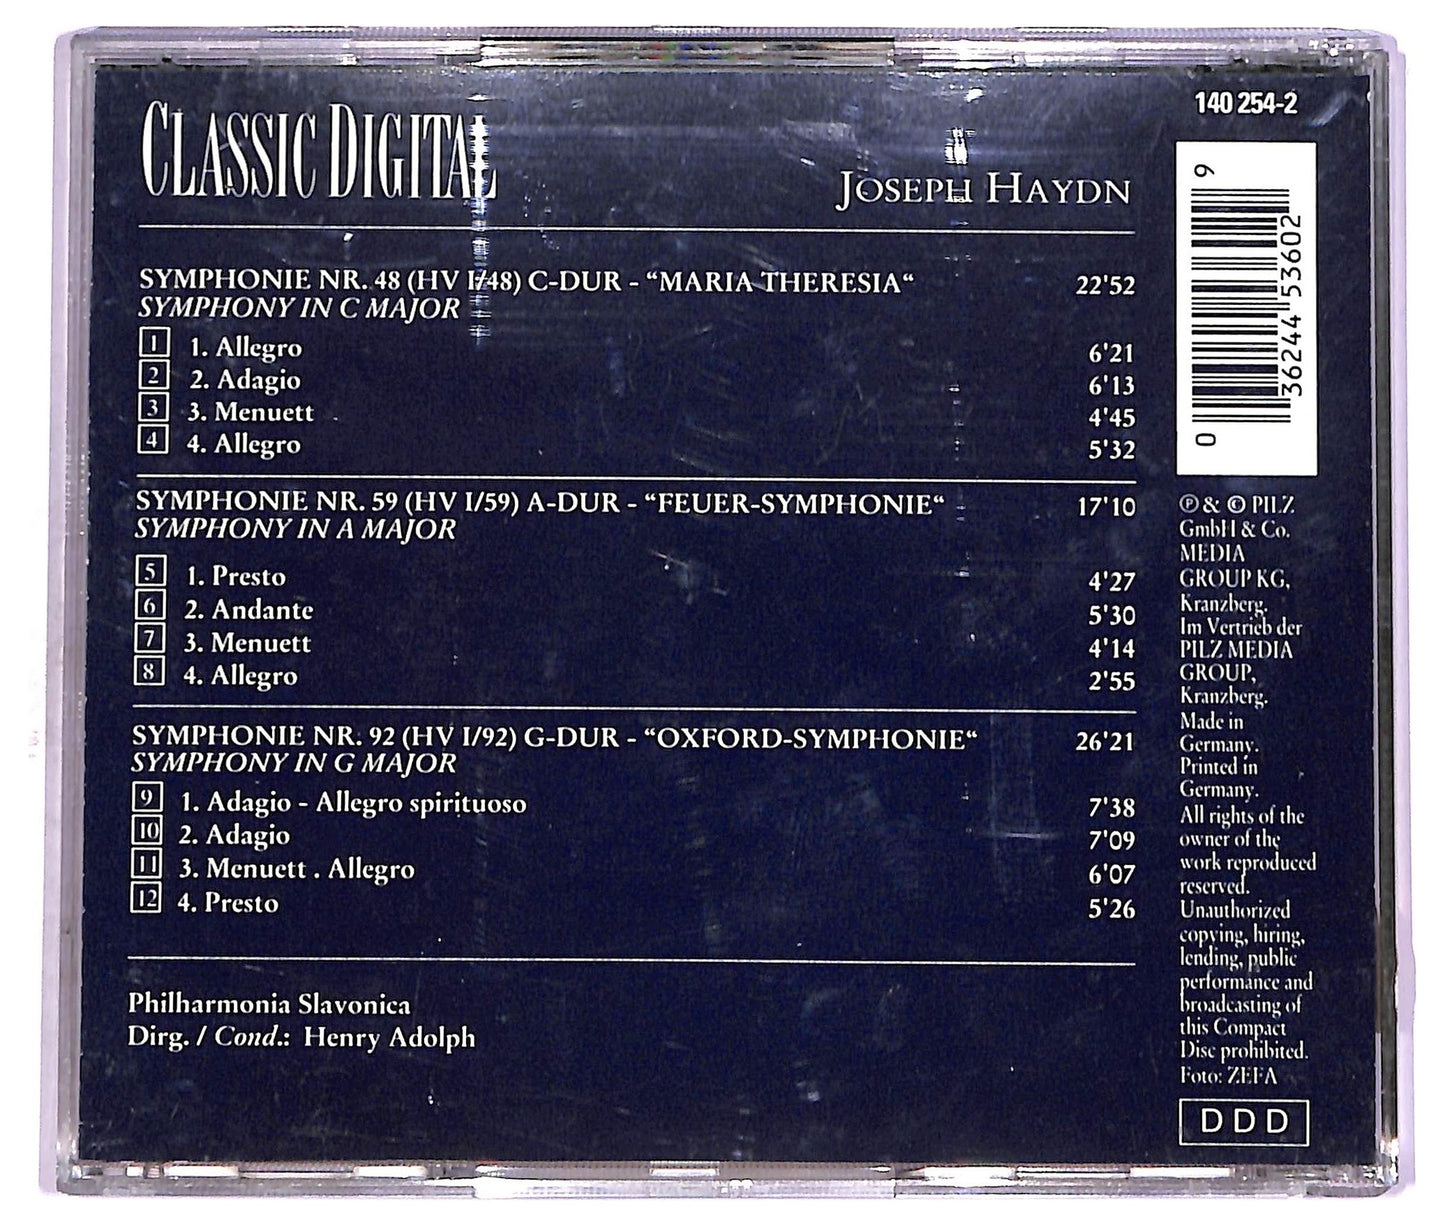 CLASSIC DIGITAL
JOSEPH HAYDN
SYMPHONIE NR. 48 (HV I/48) C-DUR - “MARIA THERESIA“ 22'52
SYMPHONY IN C MAJOR
1 1. Allegro 6'21
2 2. Adagio 6'13
3 3. Menuett 4'45
4 4. Allegro 5'32
SYMPHONIE NR. 59 (HV I/59) A-DUR - “FEUER-SYMPHONIE“ 17'10
SYMPHONY IN A MAJOR
5 1. Presto 4'27
6 2. Andante 5'30
7 3. Menuett 4'14
8 4. Allegro 2'55
SYMPHONIE NR. 92 (HV I/92) G-DUR - “OXFORD-SYMPHONIE“ 26'21
SYMPHONY IN G MAJOR
9 1. Adagio - Allegro spirituoso 7'38
10 2. Adagio 7'09
11 3. Menuett . Allegro 6'07
12 4. Presto 5'26
Philharmonia Slavonica
Dirg. / Cond.: Henry Adolph
140 254-2
0 36244 53602 9
℗ & © PILZ
GmbH & Co.
MEDIA
GROUP KG,
Kranzberg.
Im Vertrieb der
PILZ MEDIA
GROUP,
Kranzberg.
Made in
Germany.
Printed in
Germany.
All rights of the
owner of the
work reproduced
reserved.
Unauthorized
copying, hiring,
lending, public
performance and
broadcasting of
this Compact
Disc prohibited.
Foto: ZEFA
DDD